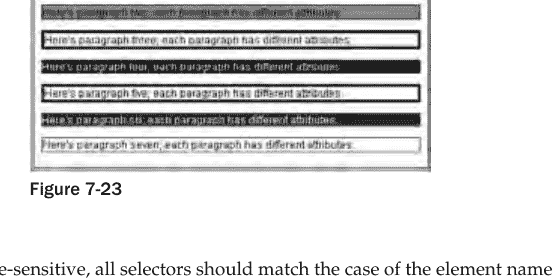 Here's paragraph two, each paragraph has different attributes.
Here's paragraph three, each paragraph has different attributes.
Here's paragraph four, each paragraph has different attributes.
Here's paragraph five, each paragraph has different attributes.
Here's paragraph six, each paragraph has different attributes.
Here's paragraph seven, each paragraph has different attributes.
Figure 7-23
e-sensitive, all selectors should match the case of the element name